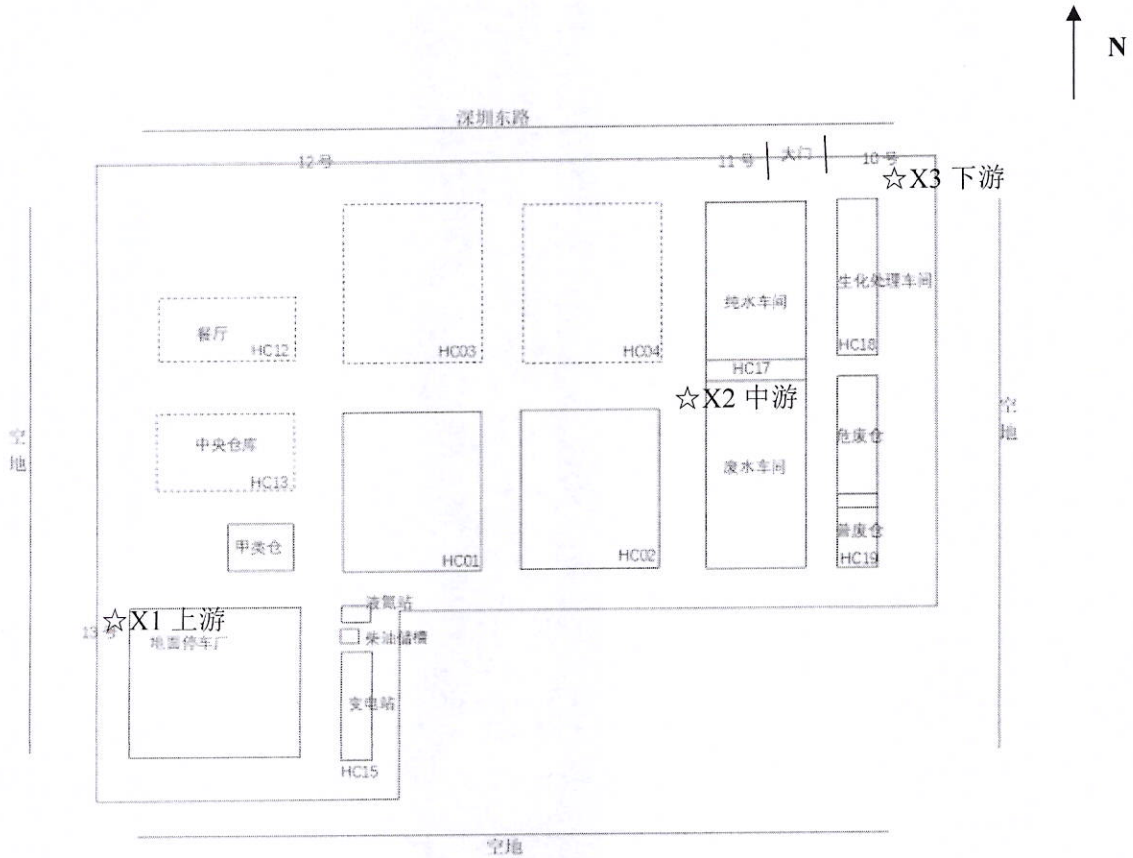 N
深圳东路
12号
11号
大门
10号
☆X3 下游
生化处理车间
纯水车间
餐厅
HC12
HC03
HC04
HC18
HC17
☆X2 中游
空地
空地
中央仓库
HC13
废水车间
危废仓
甲类仓
HC01
HC02
普废仓
HC19
液氮站
☆X1 上游
13号
地面停车厂
柴油储槽
变电站
HC15
空地